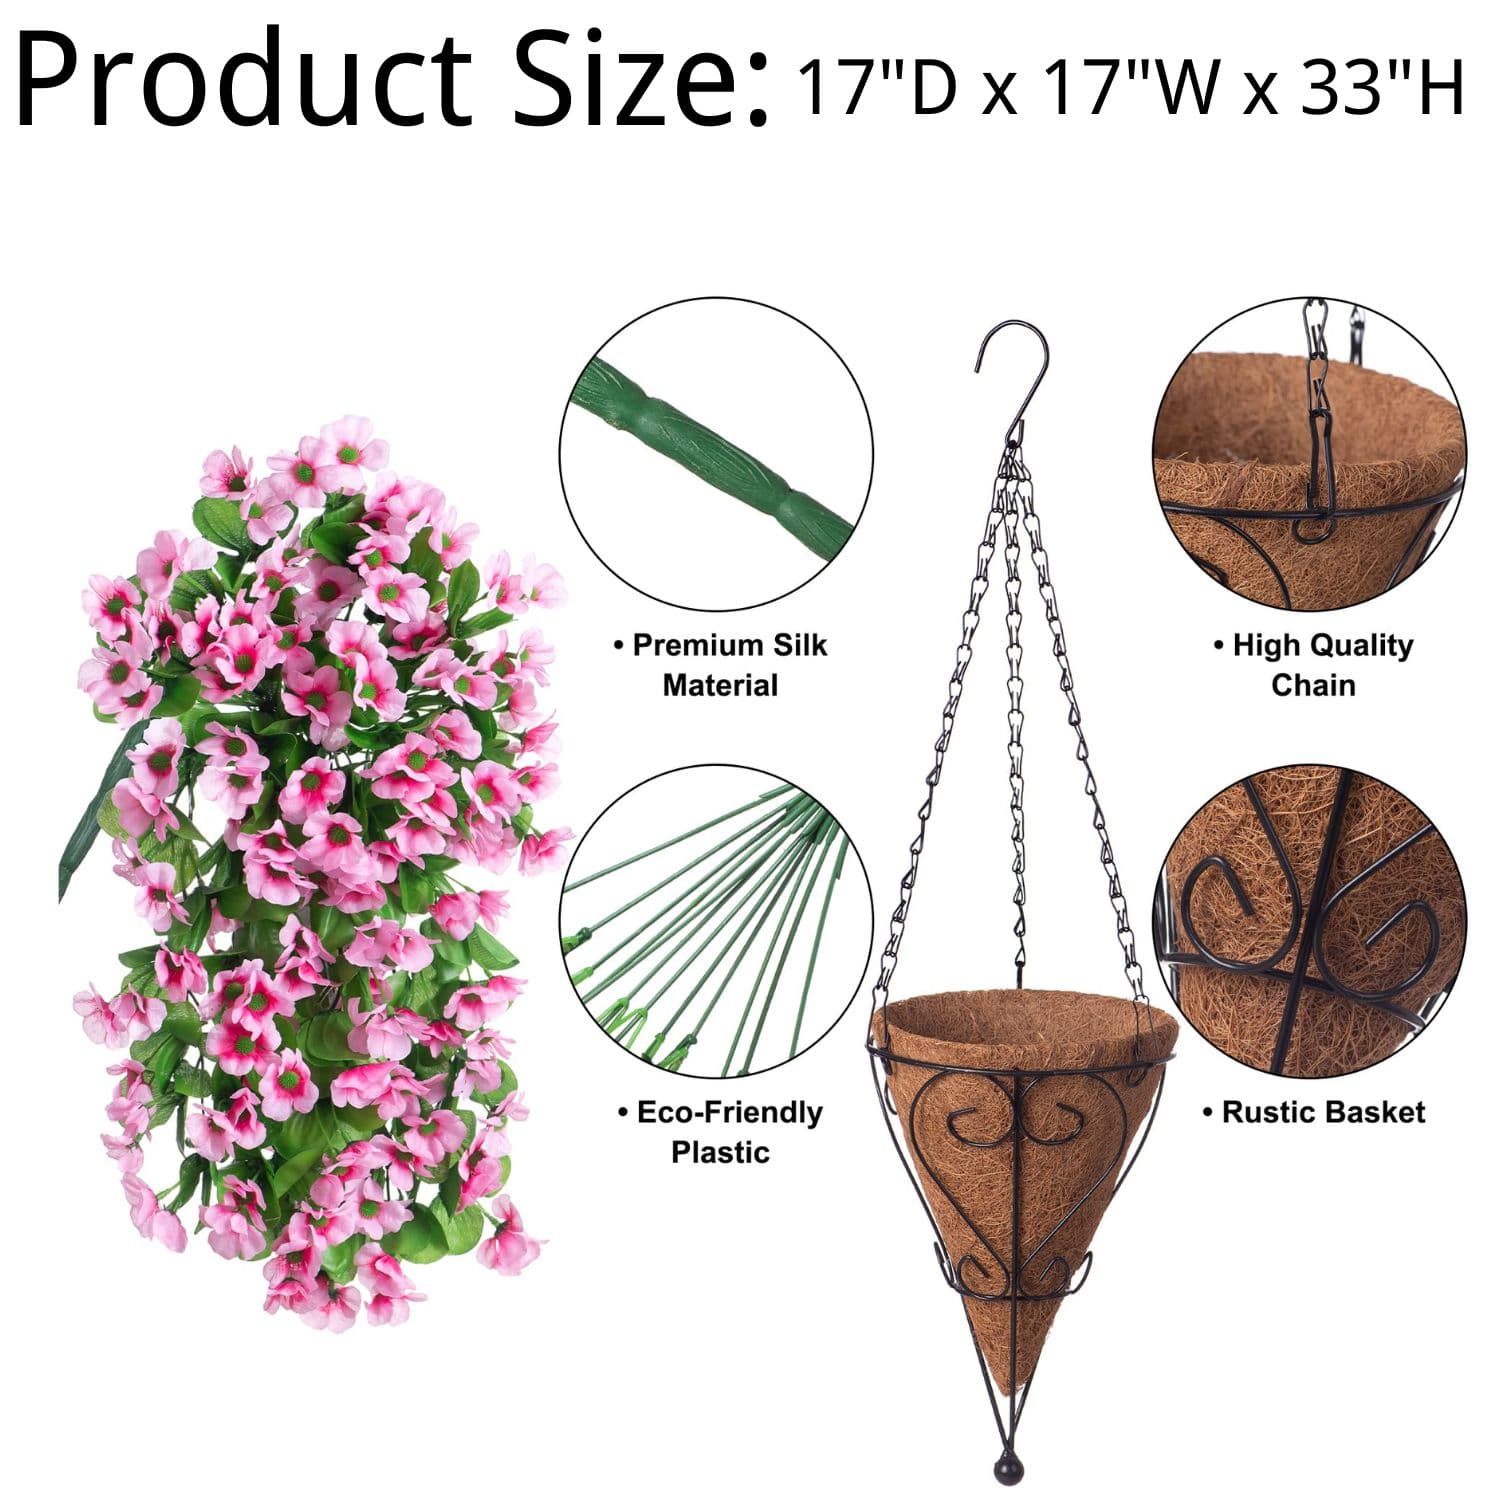 Product Size: 17"D x 17"W x 33"H
• Premium Silk
Material
• High Quality
Chain
• Eco-Friendly
Plastic
• Rustic Basket